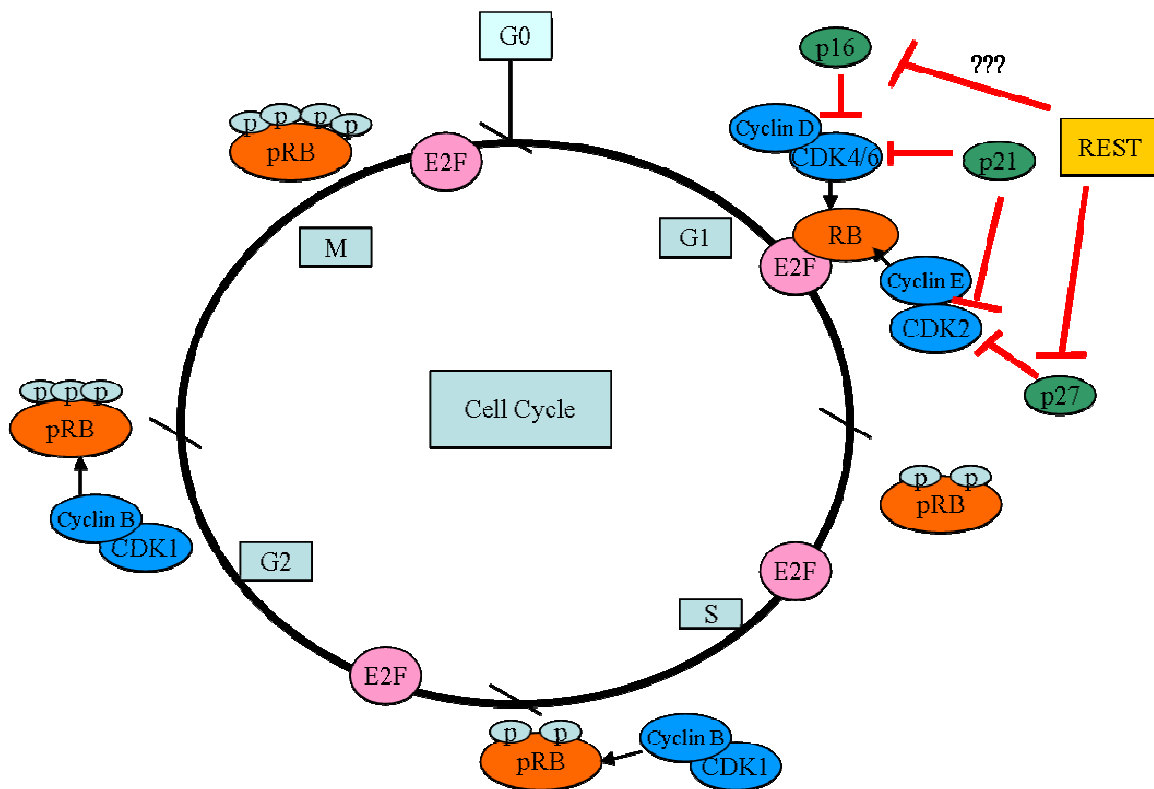 G0
p16
???
p p p p
pRB
E2F
Cyclin D
CDK4/6
p21
REST
M
G1
RB
E2F
Cyclin E
CDK2
p27
Cell Cycle
p p p
pRB
p p
pRB
Cyclin B
CDK1
G2
E2F
S
E2F
p p
pRB
Cyclin B
CDK1